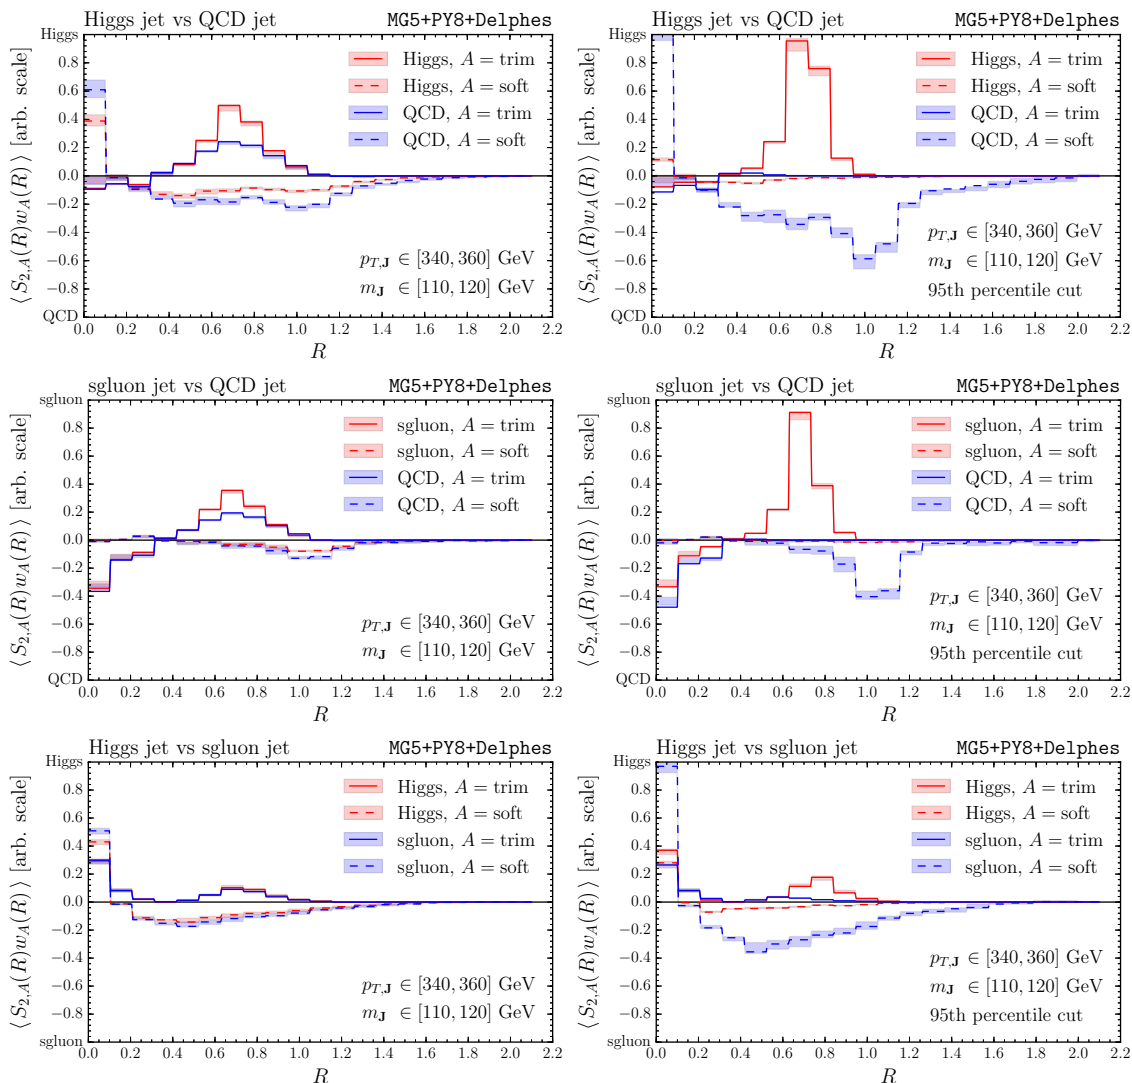 Higgs jet vs QCD jet MG5+PY8+Delphes
Higgs
0.8
0.6
0.4
0.2
0.0
−0.2
−0.4
−0.6
−0.8
QCD
⟨S₂,A(R)w_A(R)⟩ [arb. scale]
Higgs, A = trim
Higgs, A = soft
QCD, A = trim
QCD, A = soft
p_T,J ∈ [340, 360] GeV
m_J ∈ [110, 120] GeV
0.0 0.2 0.4 0.6 0.8 1.0 1.2 1.4 1.6 1.8 2.0 2.2
R
Higgs jet vs QCD jet MG5+PY8+Delphes
Higgs
0.8
0.6
0.4
0.2
0.0
−0.2
−0.4
−0.6
−0.8
QCD
⟨S₂,A(R)w_A(R)⟩ [arb. scale]
Higgs, A = trim
Higgs, A = soft
QCD, A = trim
QCD, A = soft
p_T,J ∈ [340, 360] GeV
m_J ∈ [110, 120] GeV
95th percentile cut
0.0 0.2 0.4 0.6 0.8 1.0 1.2 1.4 1.6 1.8 2.0 2.2
R
sgluon jet vs QCD jet MG5+PY8+Delphes
sgluon
0.8
0.6
0.4
0.2
0.0
−0.2
−0.4
−0.6
−0.8
QCD
⟨S₂,A(R)w_A(R)⟩ [arb. scale]
sgluon, A = trim
sgluon, A = soft
QCD, A = trim
QCD, A = soft
p_T,J ∈ [340, 360] GeV
m_J ∈ [110, 120] GeV
0.0 0.2 0.4 0.6 0.8 1.0 1.2 1.4 1.6 1.8 2.0 2.2
R
sgluon jet vs QCD jet MG5+PY8+Delphes
sgluon
0.8
0.6
0.4
0.2
0.0
−0.2
−0.4
−0.6
−0.8
QCD
⟨S₂,A(R)w_A(R)⟩ [arb. scale]
sgluon, A = trim
sgluon, A = soft
QCD, A = trim
QCD, A = soft
p_T,J ∈ [340, 360] GeV
m_J ∈ [110, 120] GeV
95th percentile cut
0.0 0.2 0.4 0.6 0.8 1.0 1.2 1.4 1.6 1.8 2.0 2.2
R
Higgs jet vs sgluon jet MG5+PY8+Delphes
Higgs
0.8
0.6
0.4
0.2
0.0
−0.2
−0.4
−0.6
−0.8
sgluon
⟨S₂,A(R)w_A(R)⟩ [arb. scale]
Higgs, A = trim
Higgs, A = soft
sgluon, A = trim
sgluon, A = soft
p_T,J ∈ [340, 360] GeV
m_J ∈ [110, 120] GeV
0.0 0.2 0.4 0.6 0.8 1.0 1.2 1.4 1.6 1.8 2.0 2.2
R
Higgs jet vs sgluon jet MG5+PY8+Delphes
Higgs
0.8
0.6
0.4
0.2
0.0
−0.2
−0.4
−0.6
−0.8
sgluon
⟨S₂,A(R)w_A(R)⟩ [arb. scale]
Higgs, A = trim
Higgs, A = soft
sgluon, A = trim
sgluon, A = soft
p_T,J ∈ [340, 360] GeV
m_J ∈ [110, 120] GeV
95th percentile cut
0.0 0.2 0.4 0.6 0.8 1.0 1.2 1.4 1.6 1.8 2.0 2.2
R